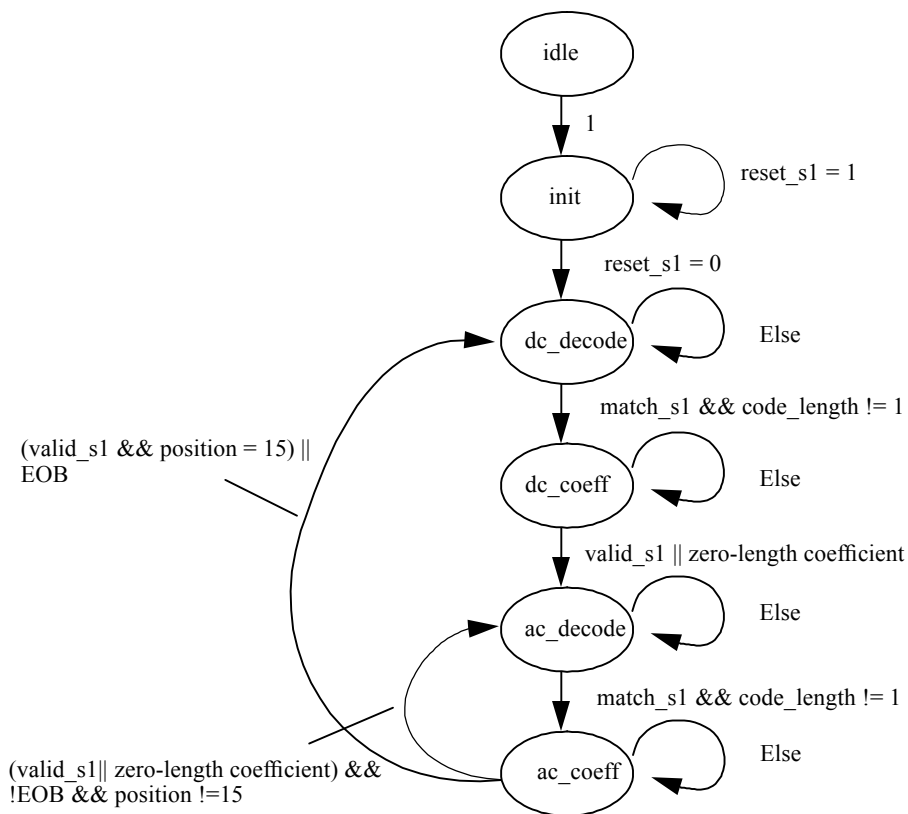 idle
1
init
reset_s1 = 1
reset_s1 = 0
dc_decode
Else
match_s1 && code_length != 1
(valid_s1 && position = 15) ||
EOB
dc_coeff
Else
valid_s1 || zero-length coefficient
ac_decode
Else
match_s1 && code_length != 1
(valid_s1|| zero-length coefficient) &&
!EOB && position !=15
ac_coeff
Else